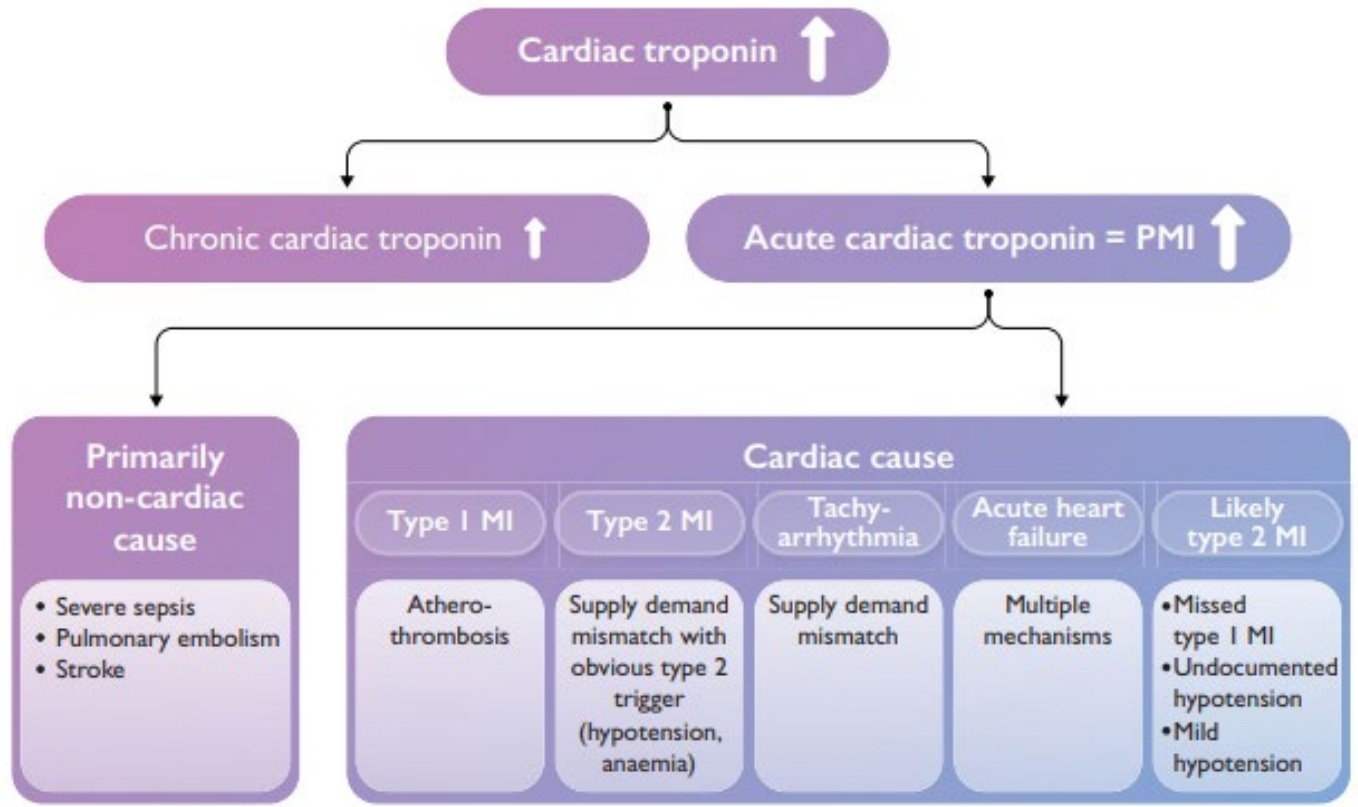 Cardiac troponin
Chronic cardiac troponin
Acute cardiac troponin = PMI
Primarily
non-cardiac
cause
• Severe sepsis
• Pulmonary embolism
• Stroke
Cardiac cause
Type 1 MI
Athero-
thrombosis
Type 2 MI
Supply demand
mismatch with
obvious type 2
trigger
(hypotension,
anaemia)
Tachy-
arrhythmia
Supply demand
mismatch
Acute heart
failure
Multiple
mechanisms
Likely
type 2 MI
•Missed
type 1 MI
•Undocumented
hypotension
•Mild
hypotension